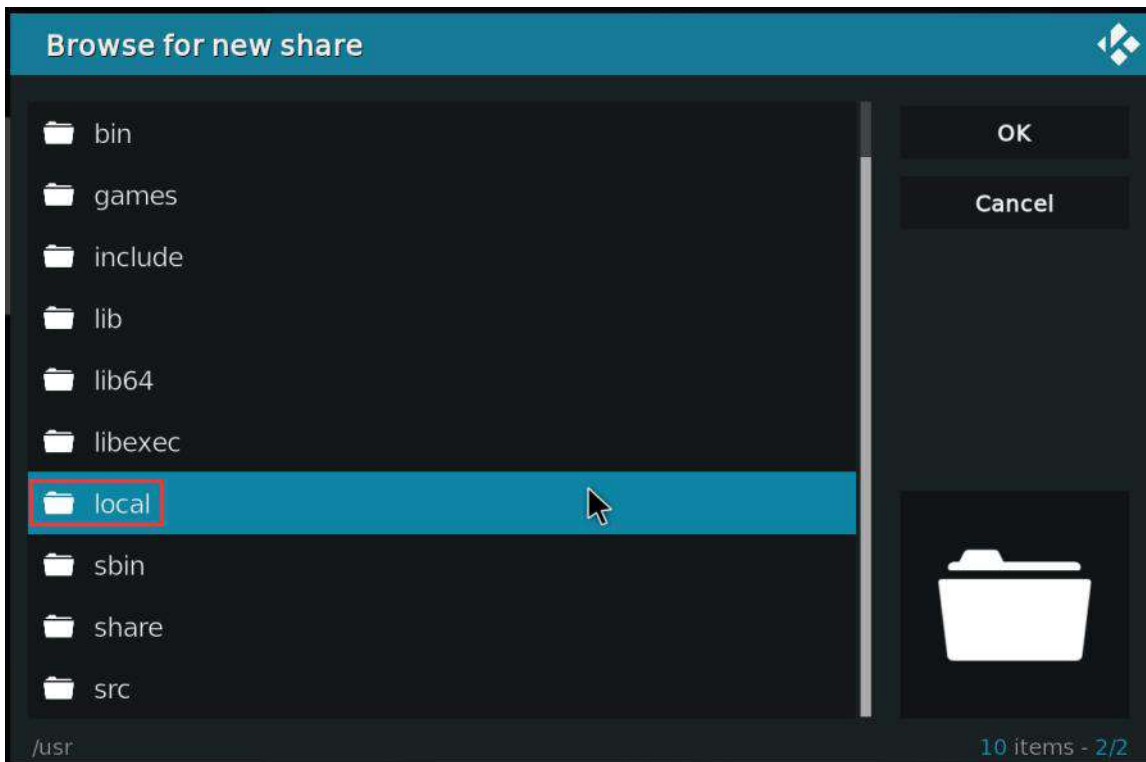 Browse for new share
bin
OK
games
Cancel
include
lib
lib64
libexec
local
sbin
share
src
/usr
10 items - 2/2